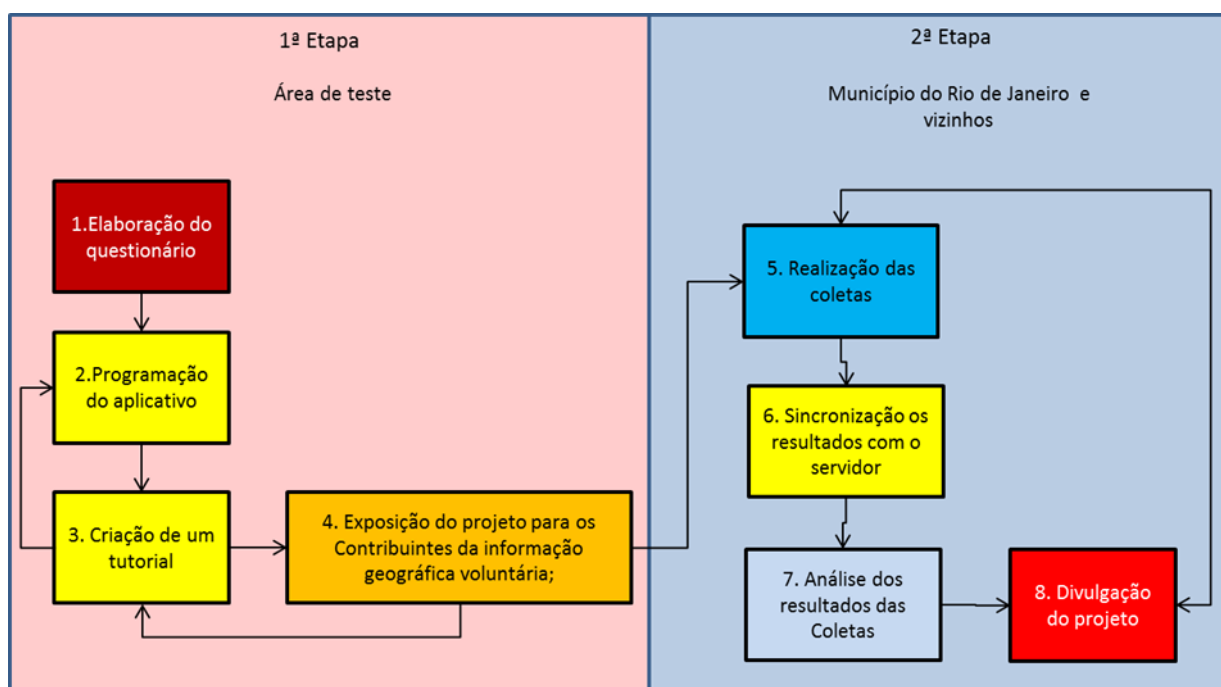 1ª Etapa
Área de teste
1.Elaboração do
questionário
2.Programação
do aplicativo
3. Criação de um
tutorial
4. Exposição do projeto para os
Contribuintes da informação
geográfica voluntária;
2ª Etapa
Município do Rio de Janeiro e
vizinhos
5. Realização das
coletas
6. Sincronização os
resultados com o
servidor
7. Análise dos
resultados das
Coletas
8. Divulgação
do projeto